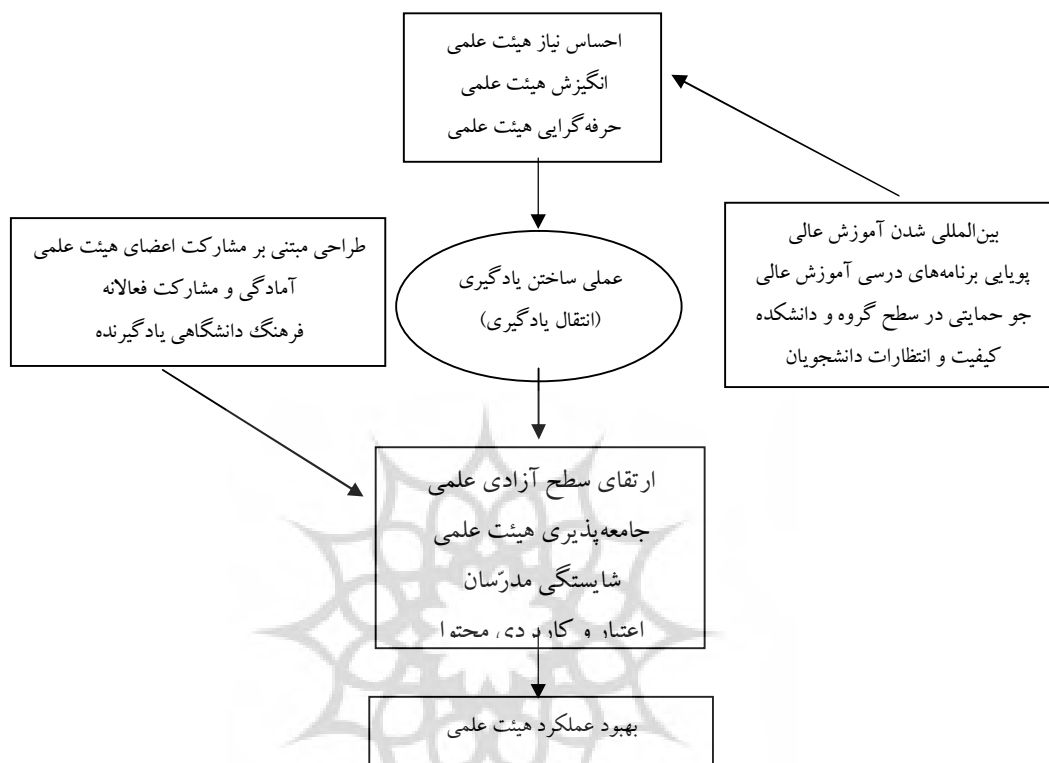 احساس نیاز هیئت علمی
انگیزش هیئت علمی
حرفه‌گرایی هیئت علمی
بین‌المللی شدن آموزش عالی
پویایی برنامه‌های درسی آموزش عالی
جو حمایتی در سطح گروه و دانشکده
کیفیت و انتظارات دانشجویان
عملی ساختن یادگیری
(انتقال یادگیری)
طراحی مبتنی بر مشارکت اعضای هیئت علمی
آمادگی و مشارکت فعالانه
فرهنگ دانشگاهی یادگیرنده
ارتقای سطح آزادی علمی
جامعه‌پذیری هیئت علمی
شایستگی مدرّسان
اعتبار و کاربردی محتوا
بهبود عملکرد هیئت علمی